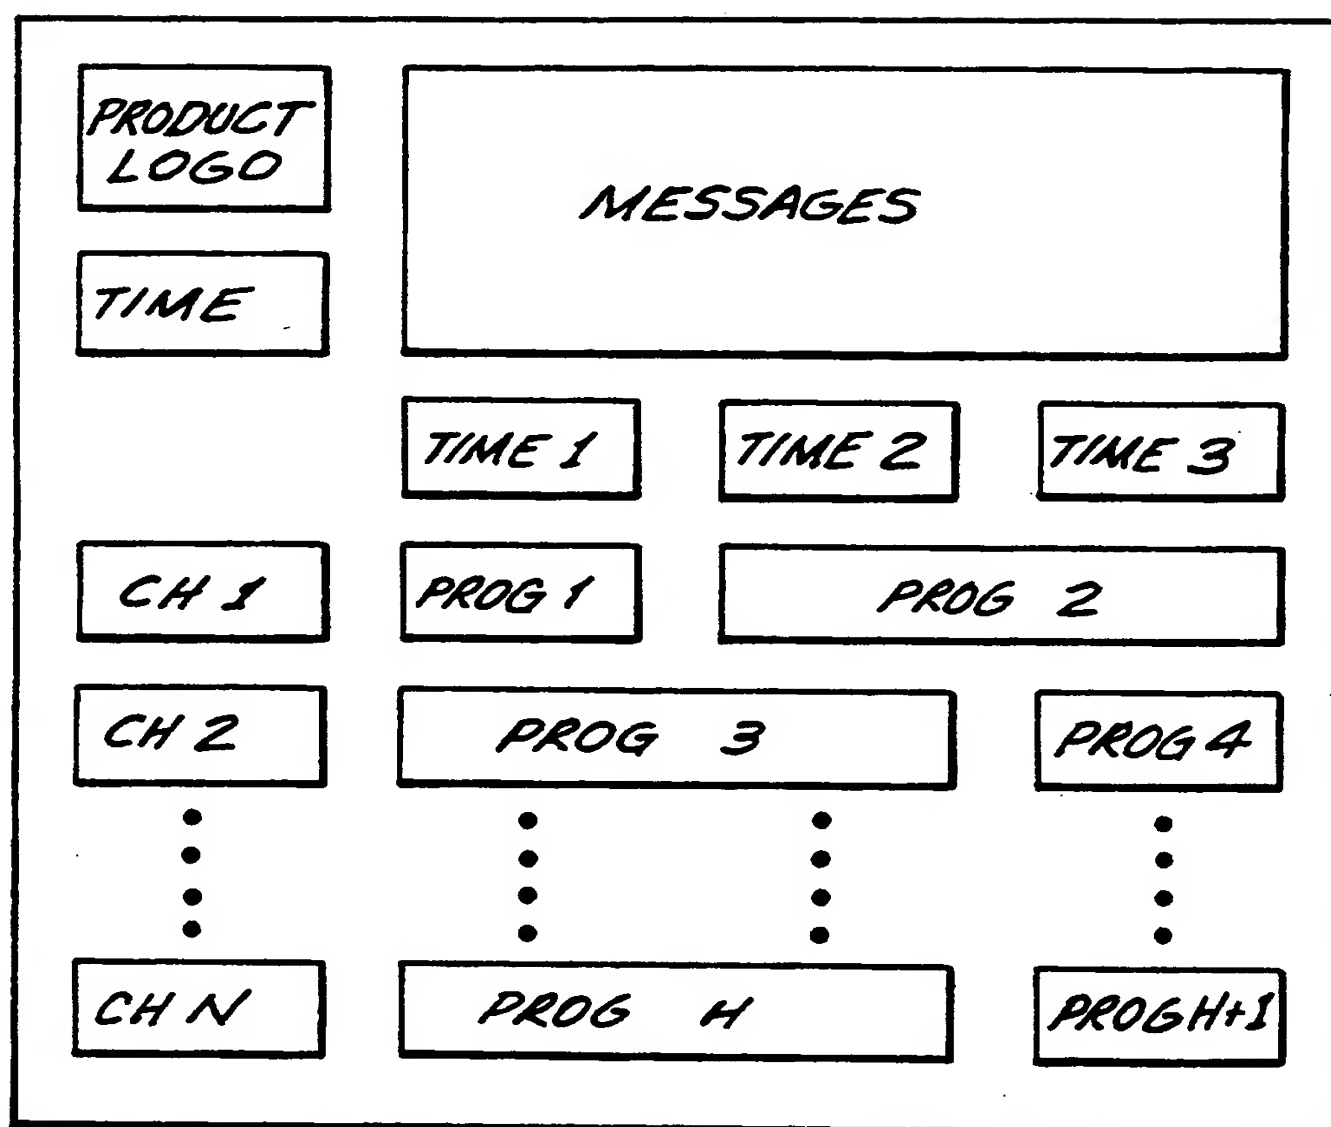 PRODUCT
LOGO
MESSAGES
TIME
TIME 1
TIME 2
TIME 3
CH 1
PROG 1
PROG 2
CH 2
PROG 3
PROG 4
CH N
PROG H
PROG H+1